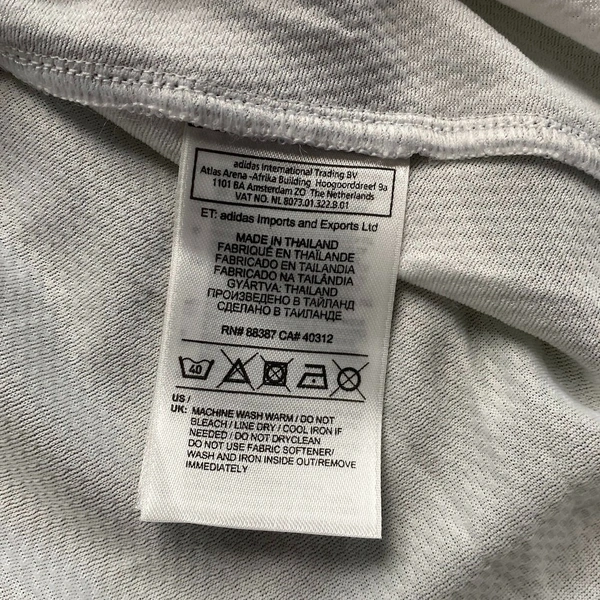 adidas International Trading BV
Atlas Arena -Afrika Building Hoogoorddreef 9a
1101 BA Amsterdam ZO The Netherlands
VAT NO. NL 8073.01.322.B.01
ET: adidas Imports and Exports Ltd
MADE IN THAILAND
FABRIQUÉ EN THAÏLANDE
FABRICADO EN TAILANDIA
FABRICADO NA TAILÂNDIA
GYÁRTVA: THAILAND
ПРОИЗВЕДЕНО В ТАЙЛАНД
СДЕЛАНО В ТАИЛАНДЕ
RN# 88387 CA# 40312
40
US /
UK: MACHINE WASH WARM / DO NOT
BLEACH / LINE DRY / COOL IRON IF
NEEDED / DO NOT DRYCLEAN
DO NOT USE FABRIC SOFTENER/
WASH AND IRON INSIDE OUT/REMOVE
IMMEDIATELY